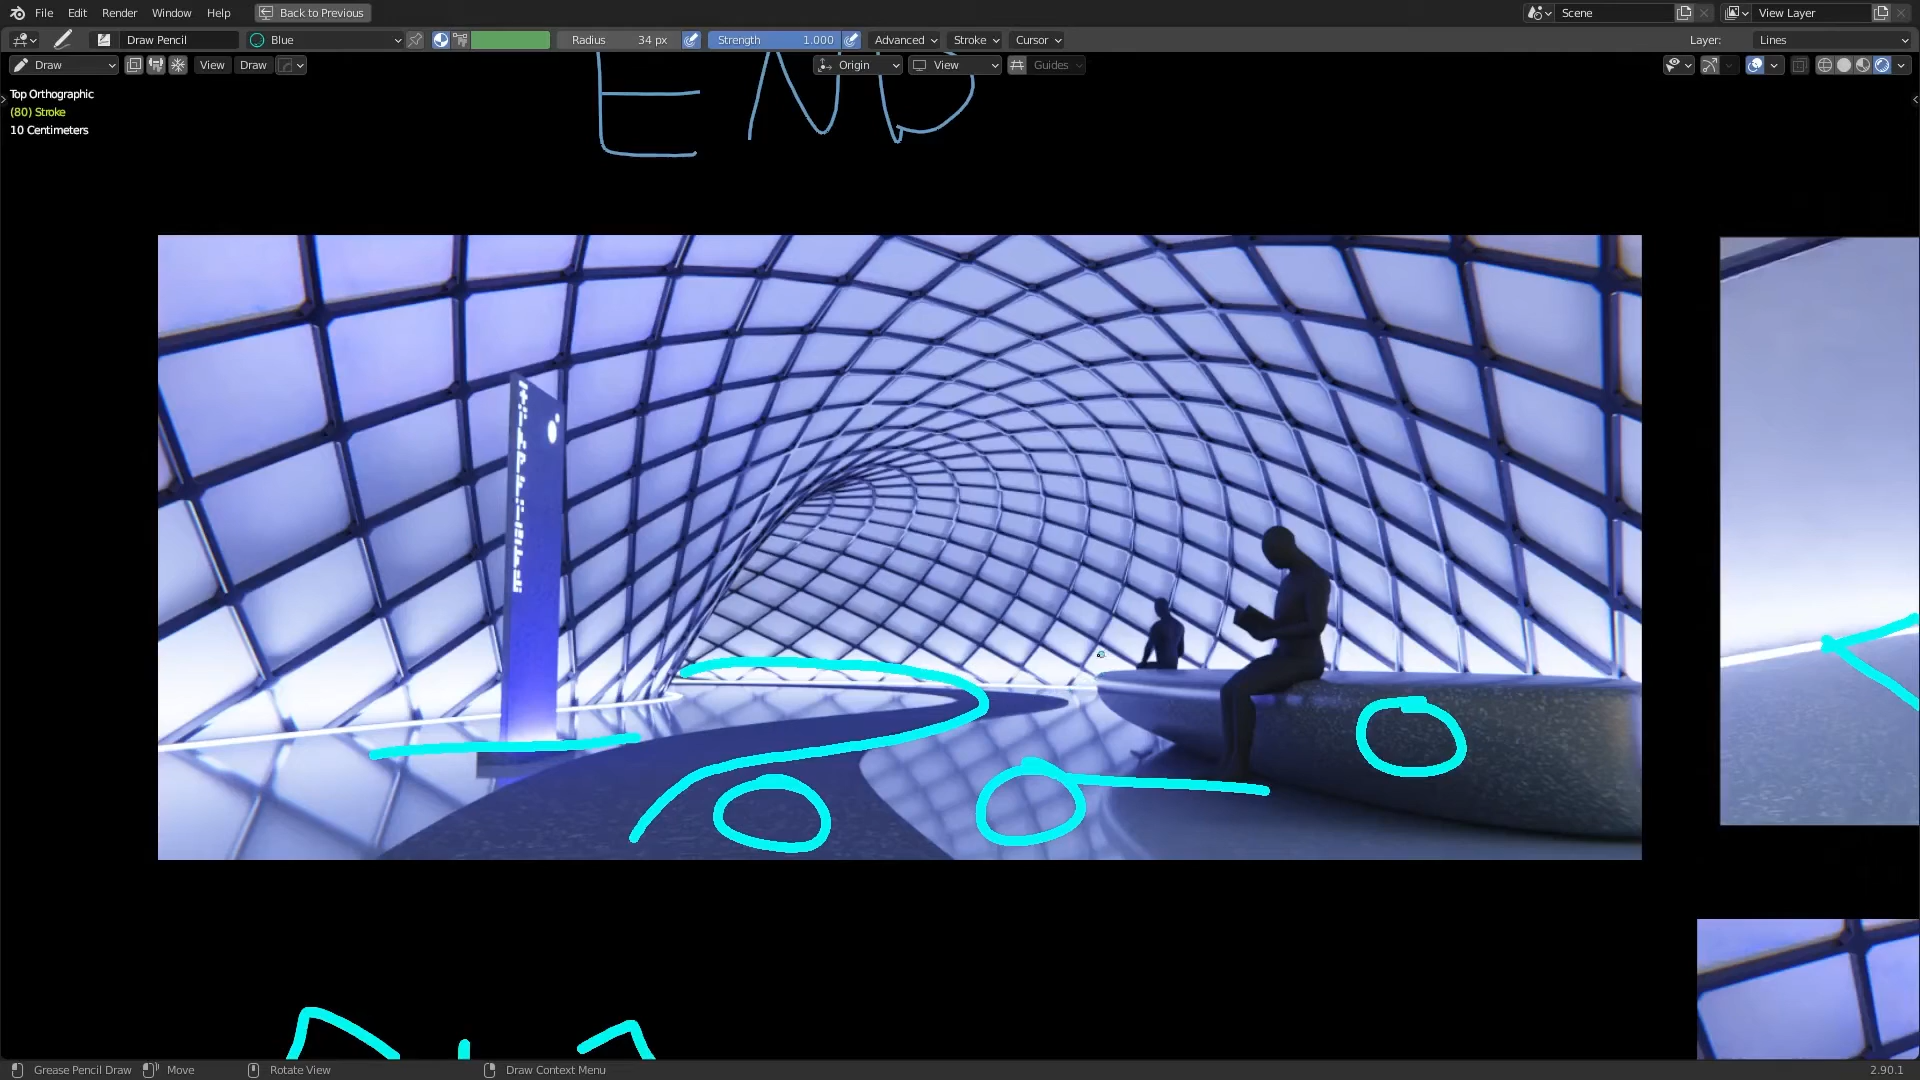 File Edit Render Window Help Back to Previous Scene View Layer
Draw Pencil Blue Radius 34 px Strength 1.000 Advanced Stroke Cursor Layer: Lines
Draw View Draw Origin View Guides
Top Orthographic
(80) Stroke
10 Centimeters
END
Grease Pencil Draw Move Rotate View Draw Context Menu 2.90.1